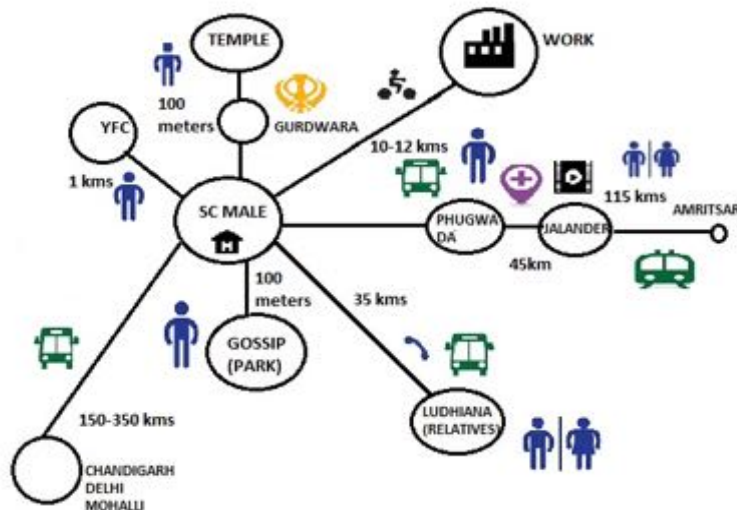 TEMPLE
WORK
100
meters
GURDWARA
YFC
10-12 kms
1 kms
115 kms
SC MALE
PHUGWA
DA
JALANDER
AMRITSAR
45km
100
meters
35 kms
GOSSIP
(PARK)
150-350 kms
LUDHIANA
(RELATIVES)
CHANDIGARH
DELHI
MOHALLI